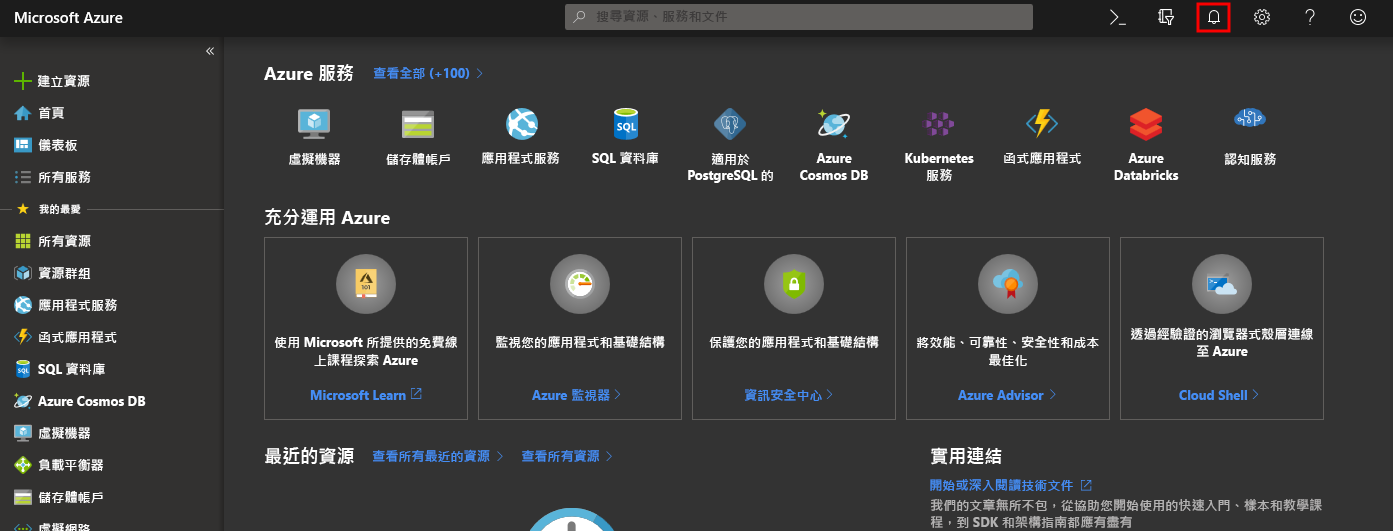 Microsoft Azure
搜尋資源、服務和文件
建立資源
首頁
儀表板
所有服務
我的最愛
所有資源
資源群組
應用程式服務
函式應用程式
SQL 資料庫
Azure Cosmos DB
虛擬機器
負載平衡器
儲存體帳戶
虛擬網路
Azure 服務
查看全部 (+100)
虛擬機器
儲存體帳戶
應用程式服務
SQL 資料庫
適用於
PostgreSQL 的
Azure
Cosmos DB
Kubernetes
服務
函式應用程式
Azure
Databricks
認知服務
充分運用 Azure
使用 Microsoft 所提供的免費線
上課程探索 Azure
Microsoft Learn
監視您的應用程式和基礎結構
Azure 監視器
保護您的應用程式和基礎結構
資訊安全中心
將效能、可靠性、安全性和成本
最佳化
Azure Advisor
透過經驗證的瀏覽器式殼層連線
至 Azure
Cloud Shell
最近的資源
查看所有最近的資源
查看所有資源
實用連結
開始或深入閱讀技術文件
我們的文章無所不包，從協助您開始使用的快速入門、樣本和教學課
程，到 SDK 和架構指南都應有盡有